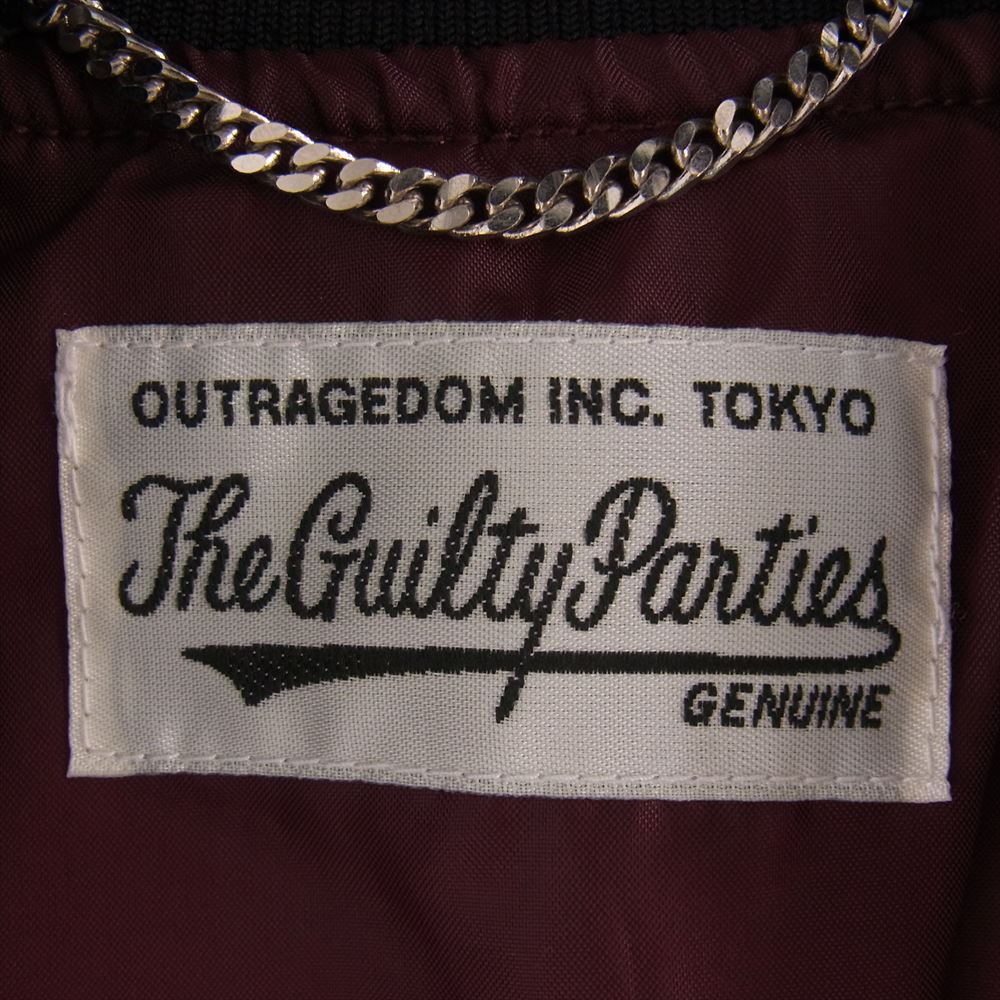 OUTRAGEDOM INC. TOKYO
The Guilty Parties
GENUINE